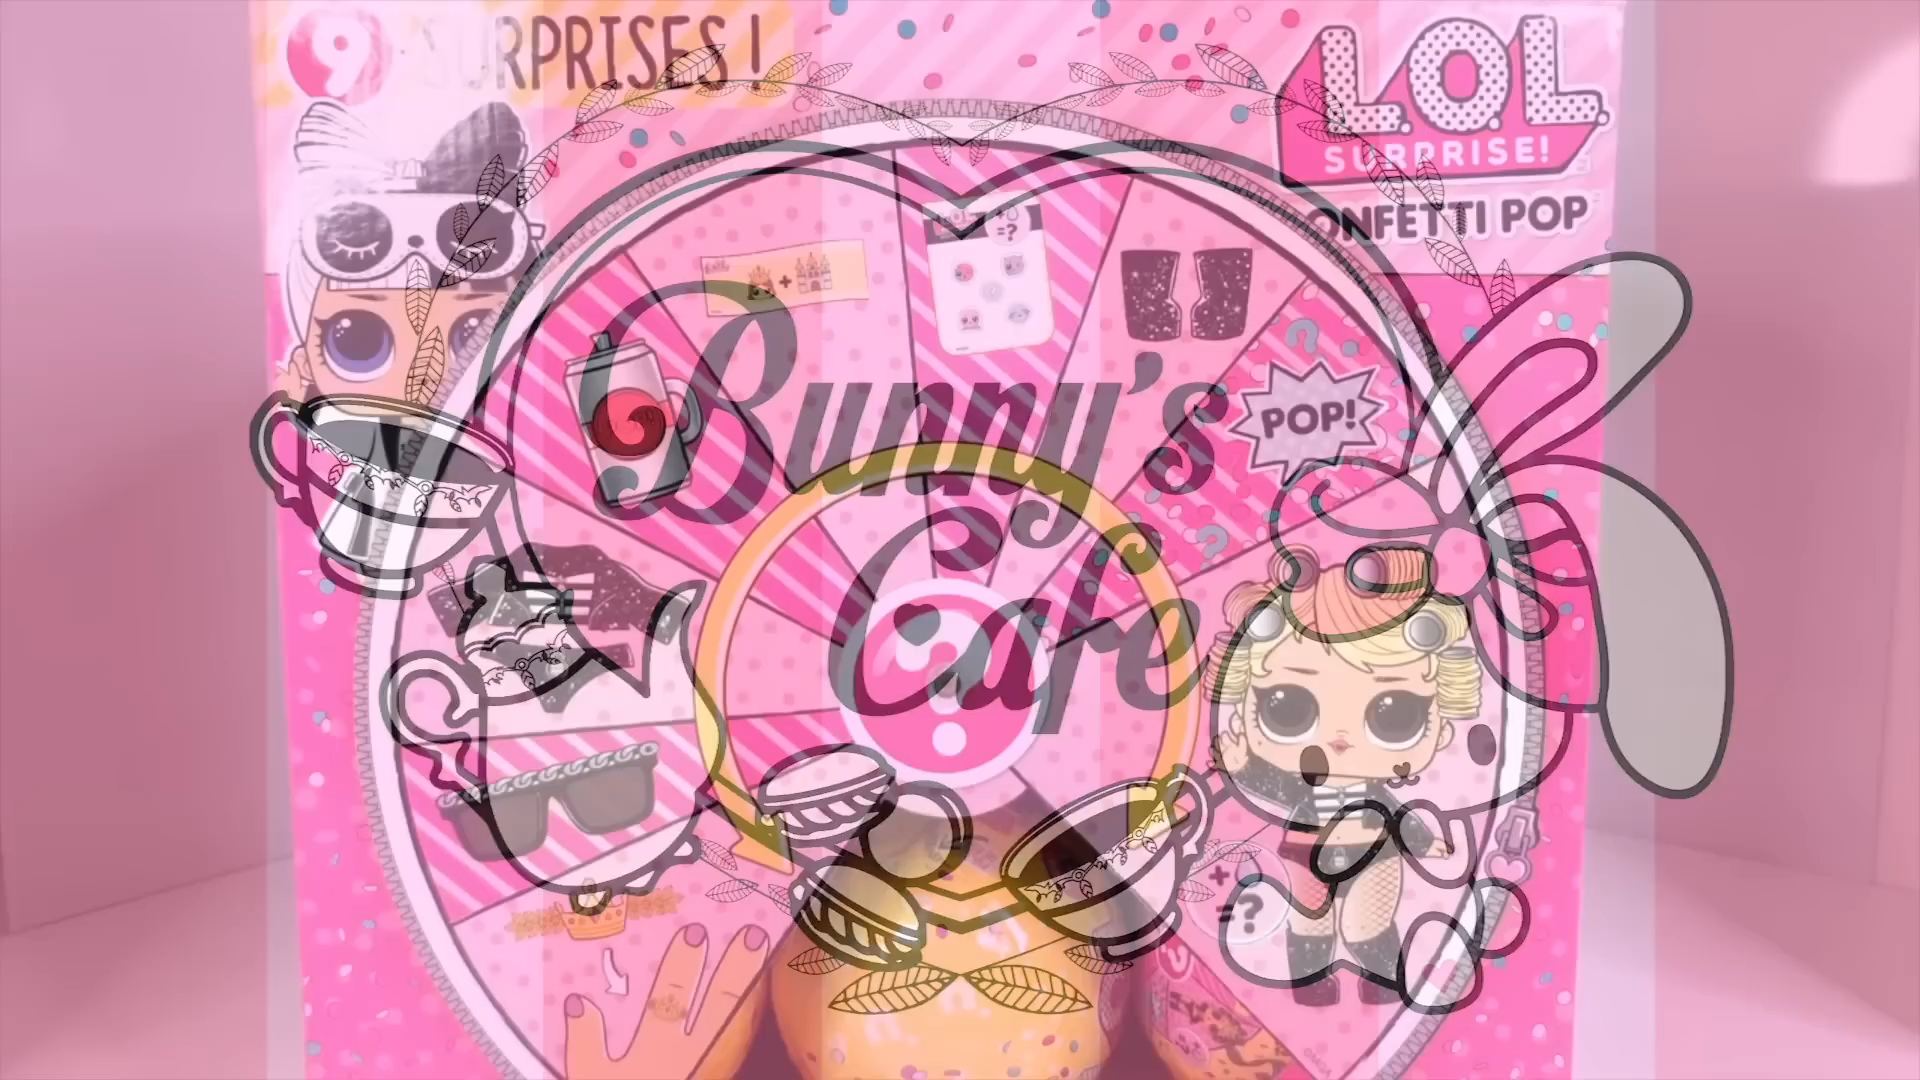 9 SURPRISES!
L.O.L.
SURPRISE!
ONFETTI POP
=?
POP!
Bunny's
Cafe
?
+
=?